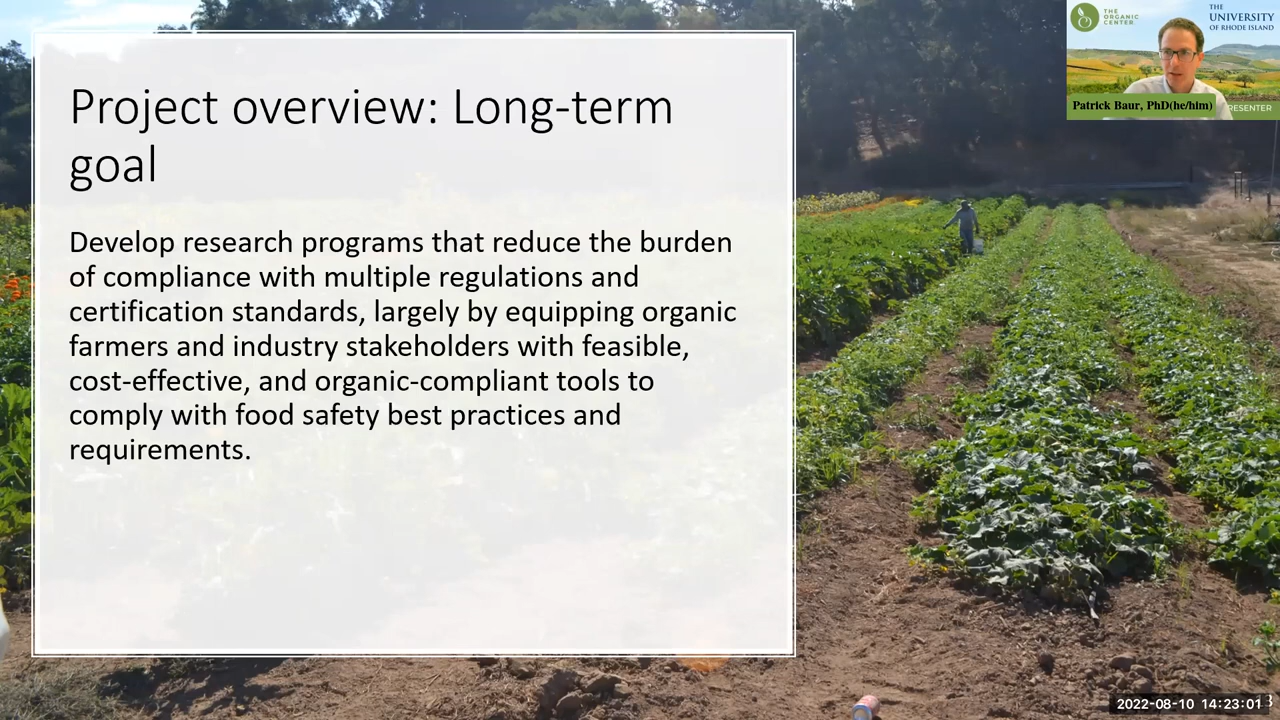 Project overview: Long-term
goal
Develop research programs that reduce the burden
of compliance with multiple regulations and
certification standards, largely by equipping organic
farmers and industry stakeholders with feasible,
cost-effective, and organic-compliant tools to
comply with food safety best practices and
requirements.
THE
ORGANIC
CENTER
THE
UNIVERSITY
OF RHODE ISLAND
Patrick Baur, PhD(he/him)
RESENTER
2022-08-10 14:23:01